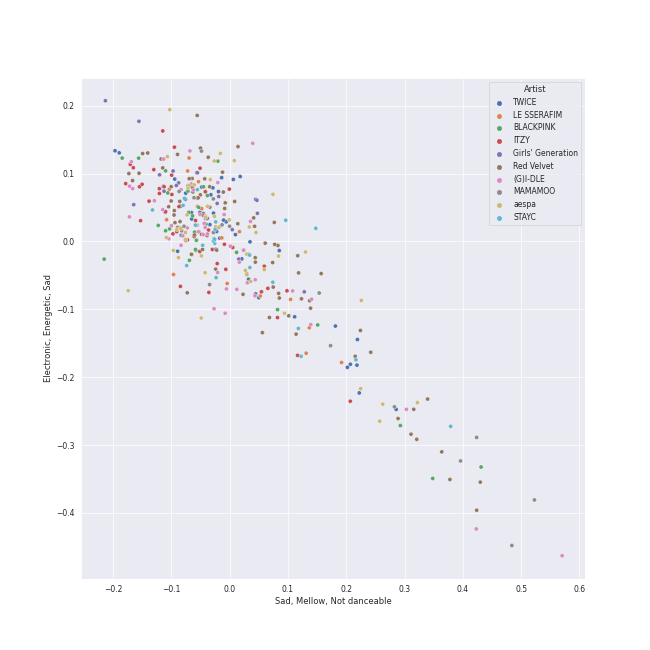 Artist
TWICE
LE SSERAFIM
BLACKPINK
ITZY
Girls' Generation
Red Velvet
(G)I-DLE
MAMAMOO
aespa
STAYC
0.2
0.1
0.0
−0.1
−0.2
−0.3
−0.4
Electronic, Energetic, Sad
−0.2 −0.1 0.0 0.1 0.2 0.3 0.4 0.5 0.6
Sad, Mellow, Not danceable